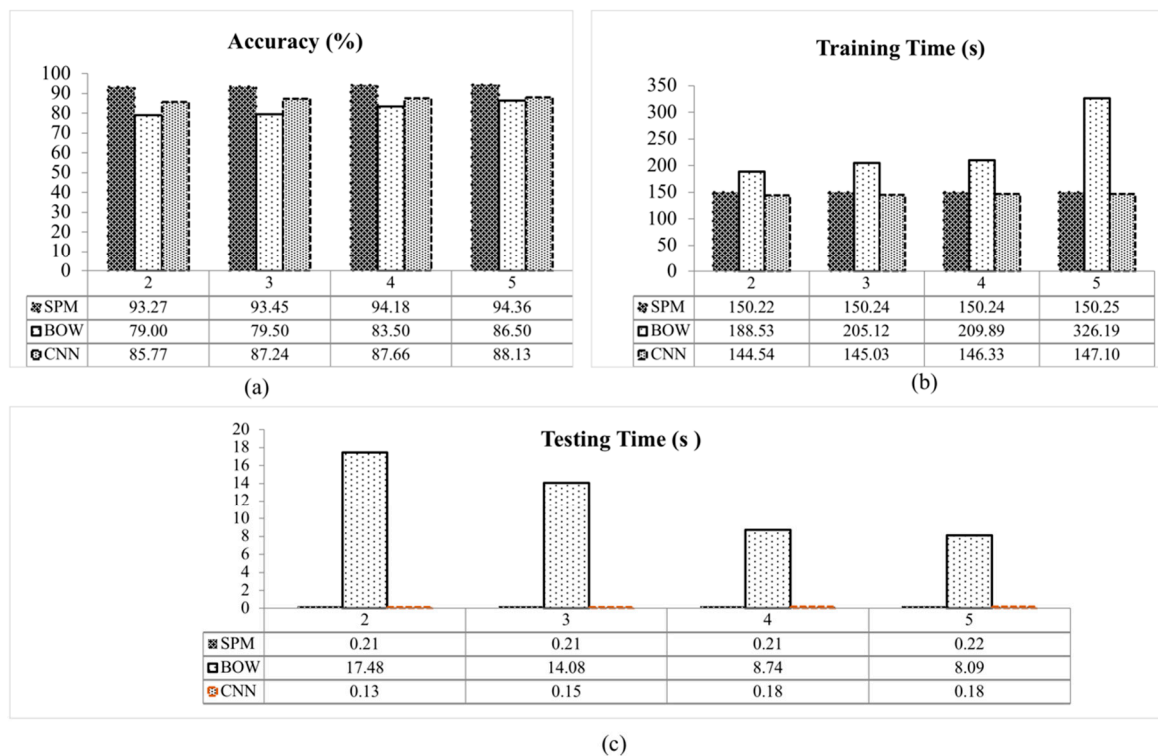 Accuracy (%)
100
90
80
70
60
50
40
30
20
10
0
2 3 4 5
SPM 93.27 93.45 94.18 94.36
BOW 79.00 79.50 83.50 86.50
CNN 85.77 87.24 87.66 88.13
(a)
Training Time (s)
350
300
250
200
150
100
50
0
2 3 4 5
SPM 150.22 150.24 150.24 150.25
BOW 188.53 205.12 209.89 326.19
CNN 144.54 145.03 146.33 147.10
(b)
Testing Time (s )
20
18
16
14
12
10
8
6
4
2
0
2 3 4 5
SPM 0.21 0.21 0.21 0.22
BOW 17.48 14.08 8.74 8.09
CNN 0.13 0.15 0.18 0.18
(c)